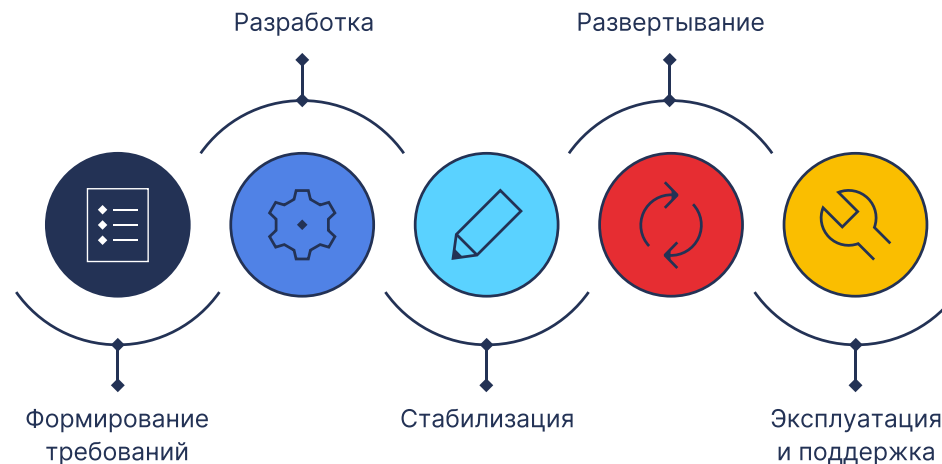 Разработка
Развертывание
Формирование
требований
Стабилизация
Эксплуатация
и поддержка